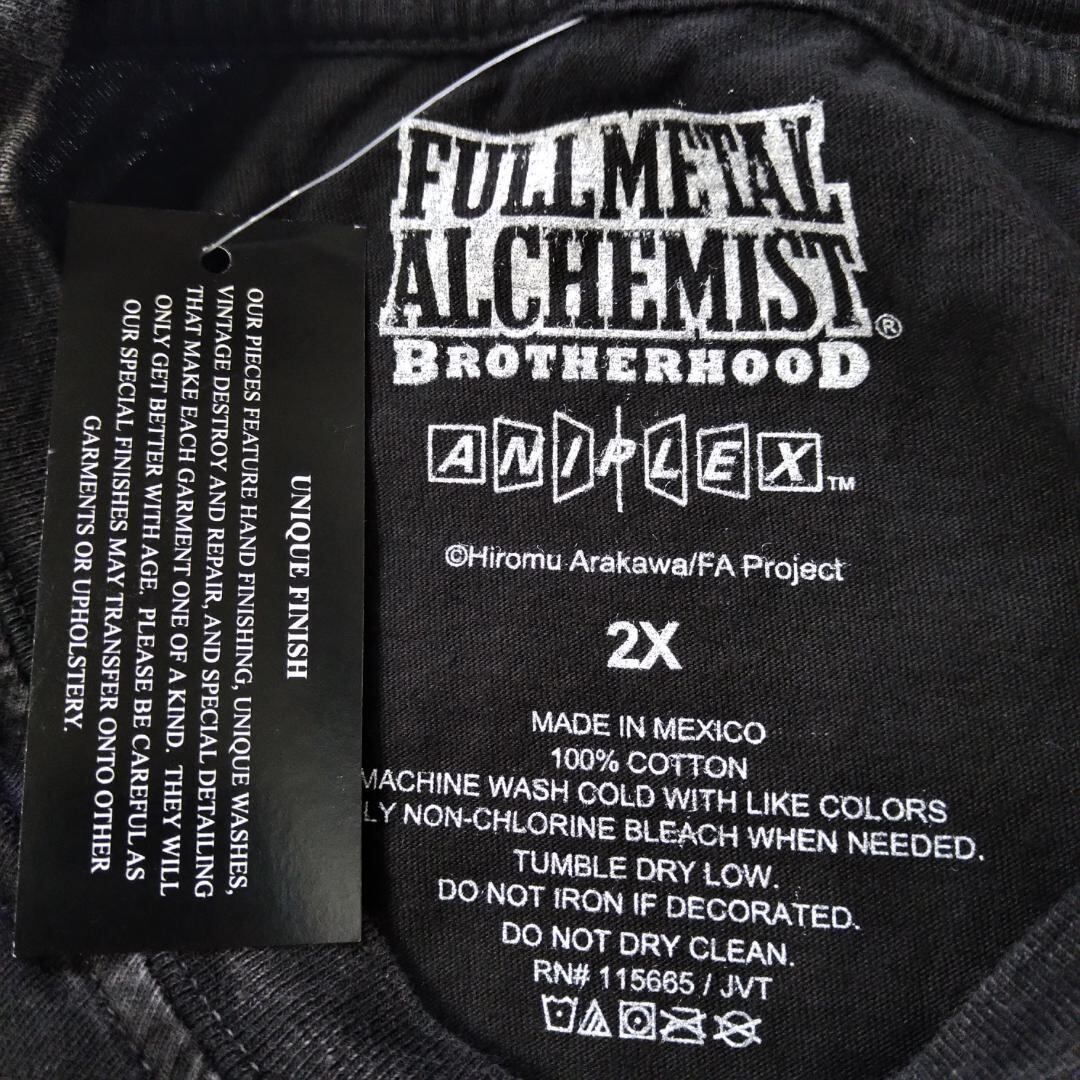 UNIQUE FINISH
OUR PIECES FEATURE HAND FINISHING, UNIQUE WASHES,
VINTAGE DESTROY AND REPAIR, AND SPECIAL DETAILING
THAT MAKE EACH GARMENT ONE OF A KIND. THEY WILL
ONLY GET BETTER WITH AGE. PLEASE BE CAREFUL AS
OUR SPECIAL FINISHES MAY TRANSFER ONTO OTHER
GARMENTS OR UPHOLSTERY.
FULLMETAL
ALCHEMIST®
BROTHERHOOD
ANIPLEX™
©Hiromu Arakawa/FA Project
2X
MADE IN MEXICO
100% COTTON
MACHINE WASH COLD WITH LIKE COLORS
LY NON-CHLORINE BLEACH WHEN NEEDED.
TUMBLE DRY LOW.
DO NOT IRON IF DECORATED.
DO NOT DRY CLEAN.
RN# 115665 / JVT